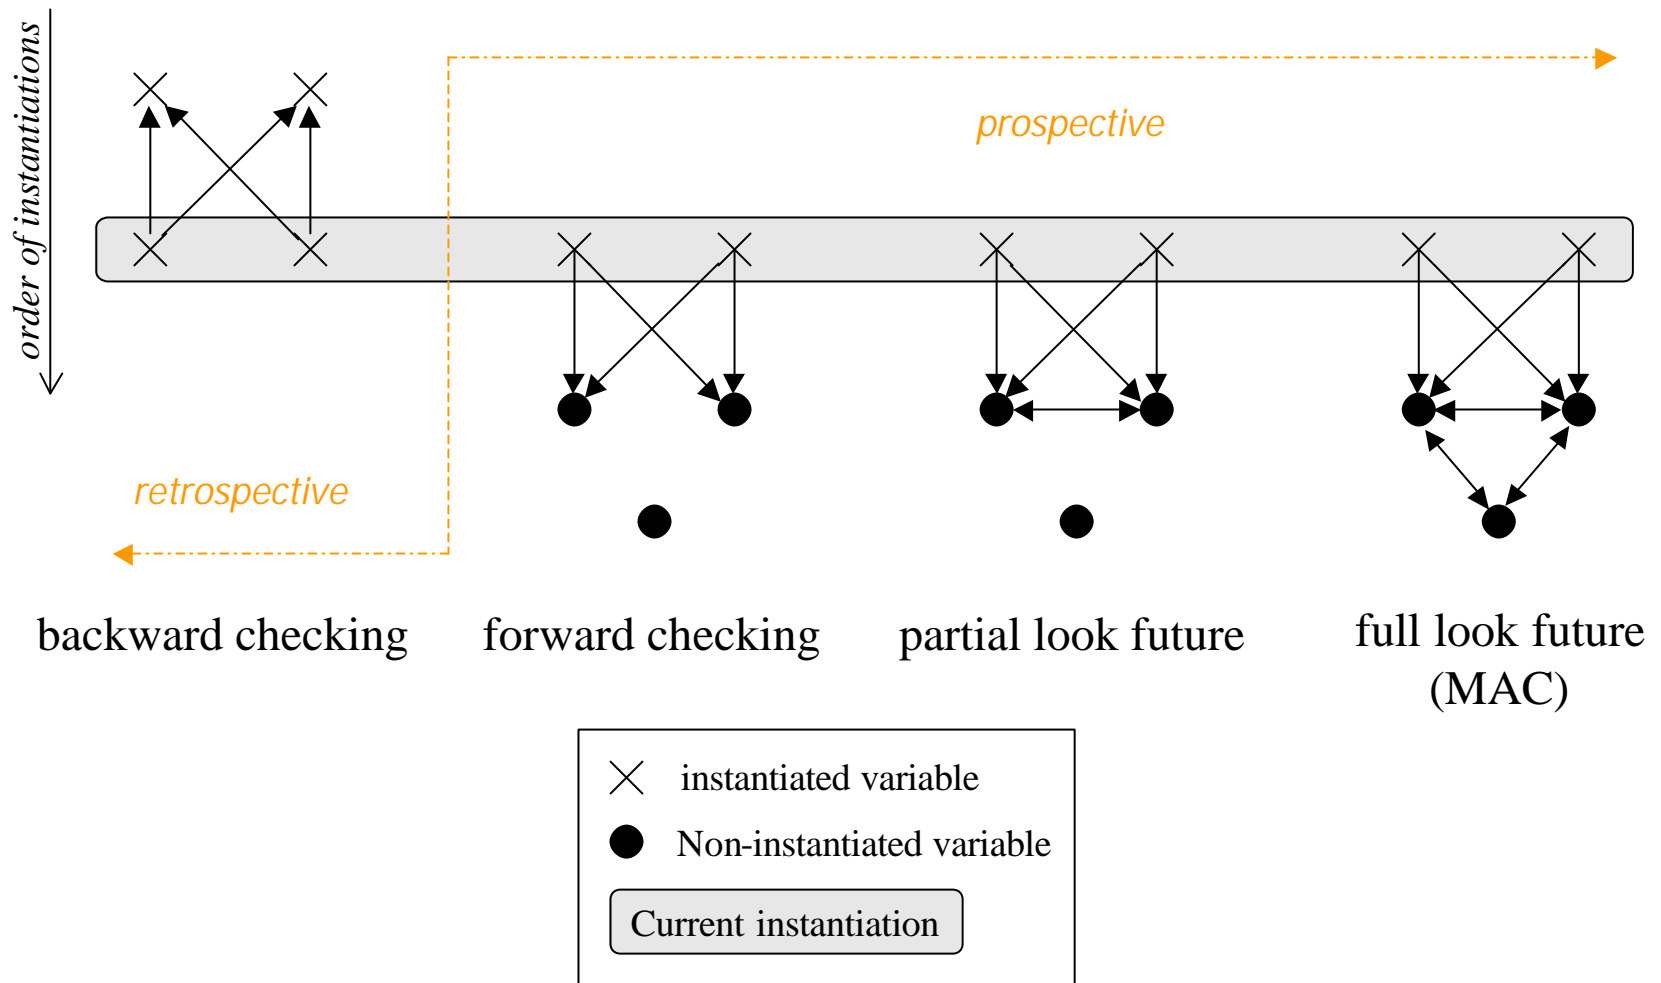 order of instantiations
prospective
retrospective
backward checking
forward checking
partial look future
full look future
(MAC)
instantiated variable
Non-instantiated variable
Current instantiation